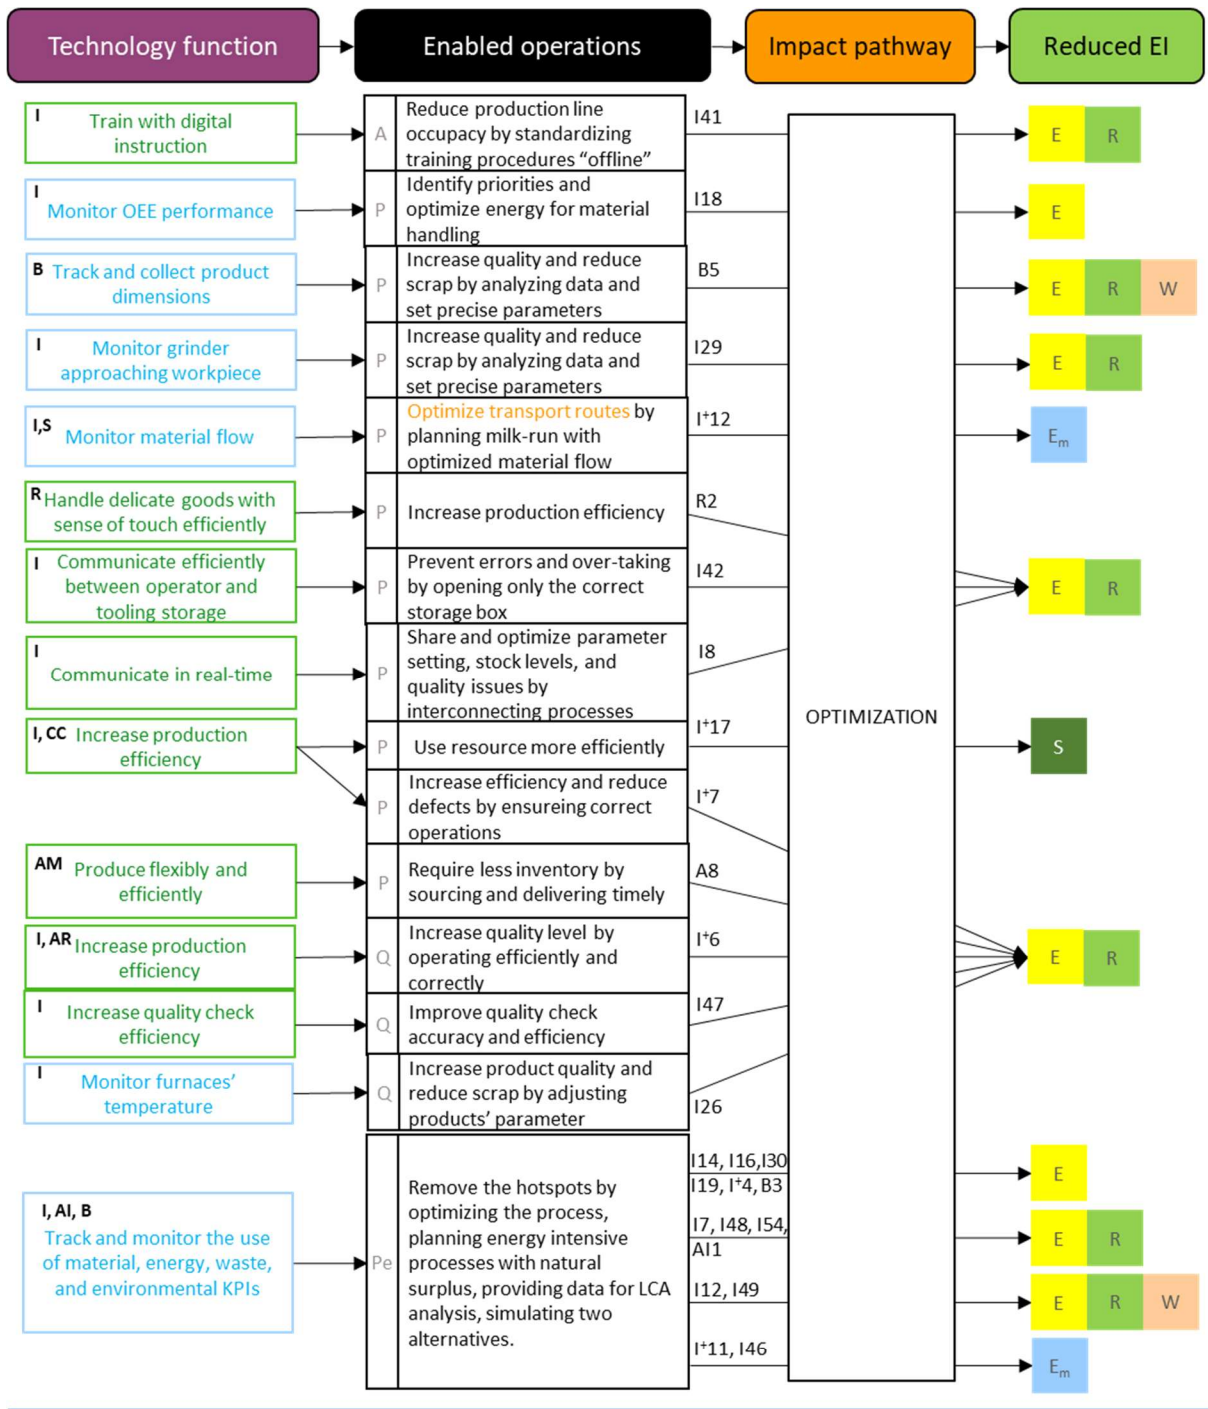 Technology function
Enabled operations
Impact pathway
Reduced EI
I
Train with digital
instruction
A
Reduce production line
occupacy by standardizing
training procedures “offline”
I41
E
R
I
Monitor OEE performance
P
Identify priorities and
optimize energy for material
handling
I18
E
B
Track and collect product
dimensions
P
Increase quality and reduce
scrap by analyzing data and
set precise parameters
B5
E
R
W
I
Monitor grinder
approaching workpiece
P
Increase quality and reduce
scrap by analyzing data and
set precise parameters
I29
E
R
I,S
Monitor material flow
P
Optimize transport routes by
planning milk-run with
optimized material flow
I⁺12
Eₘ
R
Handle delicate goods with
sense of touch efficiently
P
Increase production efficiency
R2
I
Communicate efficiently
between operator and
tooling storage
P
Prevent errors and over-taking
by opening only the correct
storage box
I42
E
R
I
Communicate in real-time
P
Share and optimize parameter
setting, stock levels, and
quality issues by
interconnecting processes
I8
OPTIMIZATION
I, CC
Increase production
efficiency
P
Use resource more efficiently
I⁺17
S
P
Increase efficiency and reduce
defects by ensureing correct
operations
I⁺7
AM
Produce flexibly and
efficiently
P
Require less inventory by
sourcing and delivering timely
A8
I, AR
Increase production
efficiency
Q
Increase quality level by
operating efficiently and
correctly
I⁺6
E
R
I
Increase quality check
efficiency
Q
Improve quality check
accuracy and efficiency
I47
I
Monitor furnaces’
temperature
Q
Increase product quality and
reduce scrap by adjusting
products’ parameter
I26
I, AI, B
Track and monitor the use
of material, energy, waste,
and environmental KPIs
Pe
Remove the hotspots by
optimizing the process,
planning energy intensive
processes with natural
surplus, providing data for LCA
analysis, simulating two
alternatives.
I14, I16,I30
I19, I⁺4, B3
E
I7, I48, I54,
AI1
E
R
I12, I49
E
R
W
I⁺11, I46
Eₘ